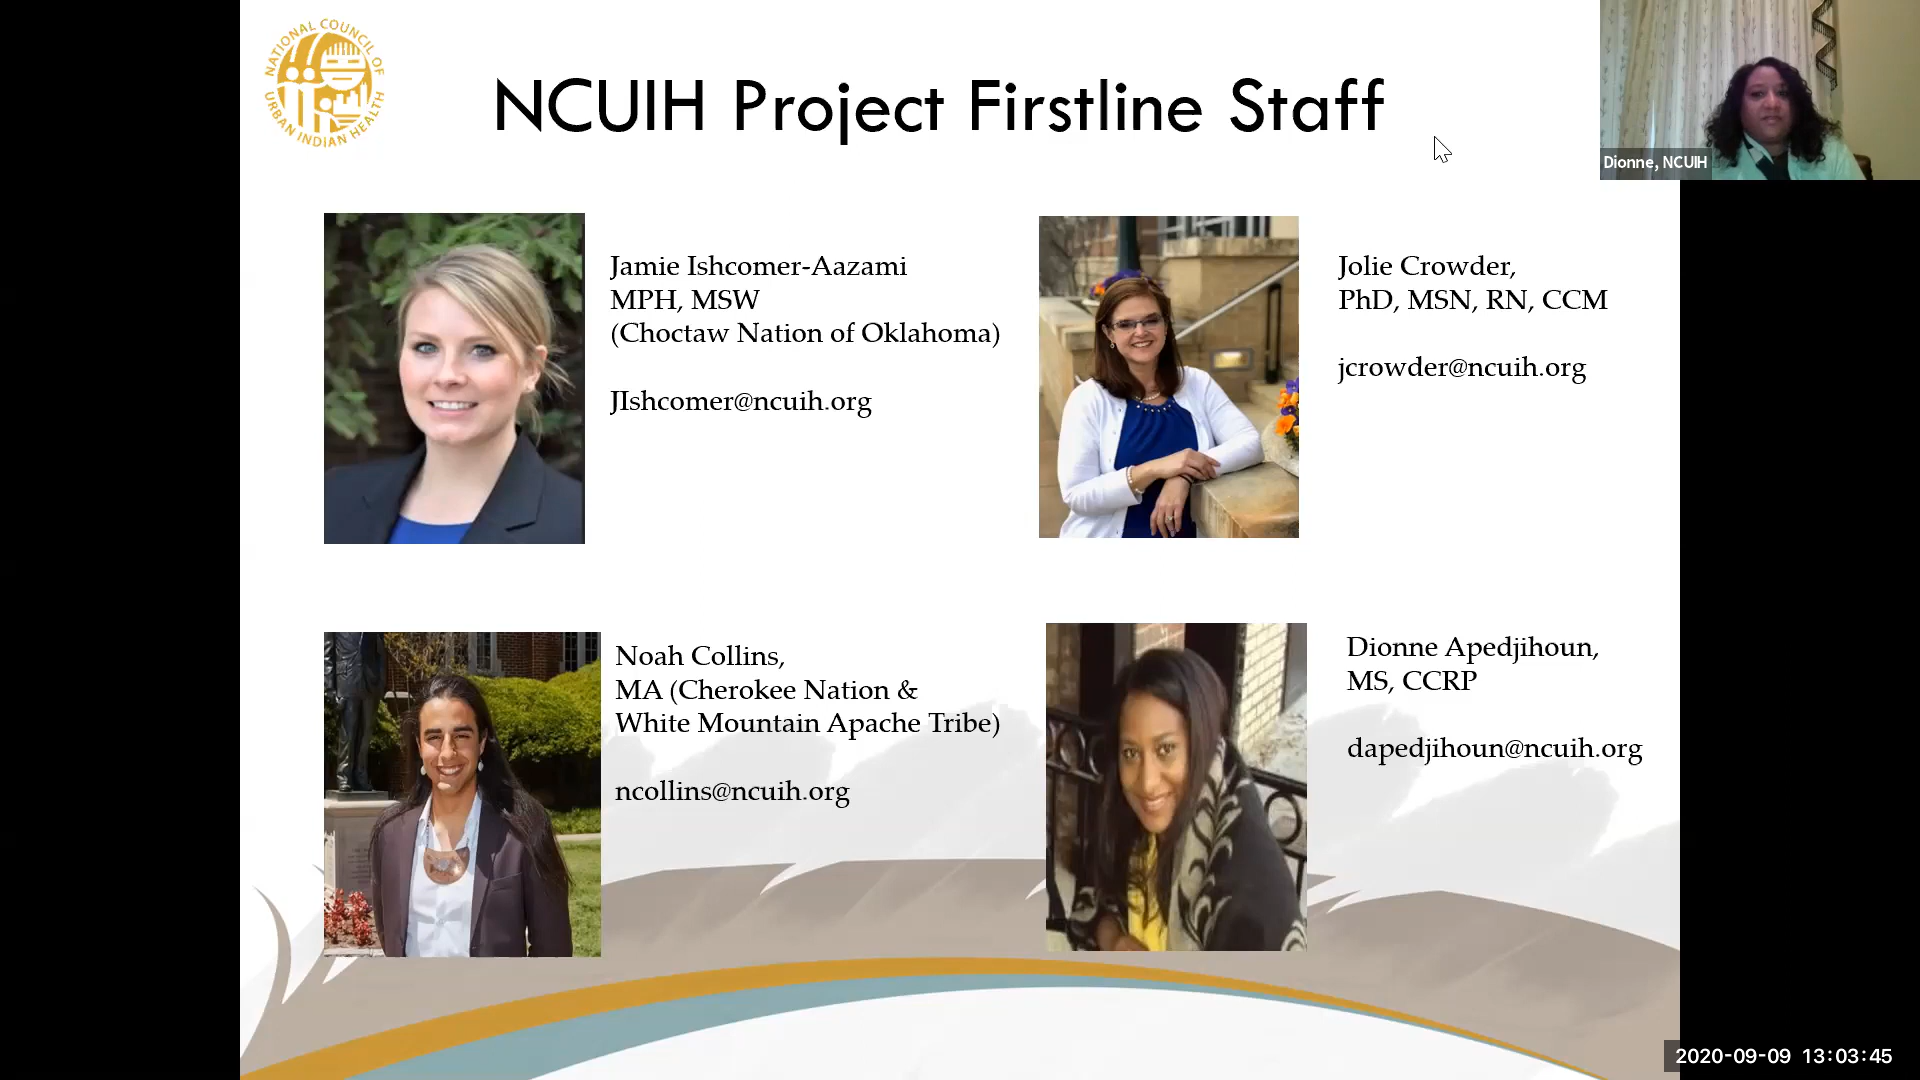 NATIONAL COUNCIL OF
URBAN INDIAN HEALTH
NCUIH Project Firstline Staff
Dionne, NCUIH
Jamie Ishcomer-Aazami
MPH, MSW
(Choctaw Nation of Oklahoma)
JIshcomer@ncuih.org
Jolie Crowder,
PhD, MSN, RN, CCM
jcrowder@ncuih.org
Noah Collins,
MA (Cherokee Nation &
White Mountain Apache Tribe)
ncollins@ncuih.org
Dionne Apedjihoun,
MS, CCRP
dapedjihoun@ncuih.org
2020-09-09 13:03:45